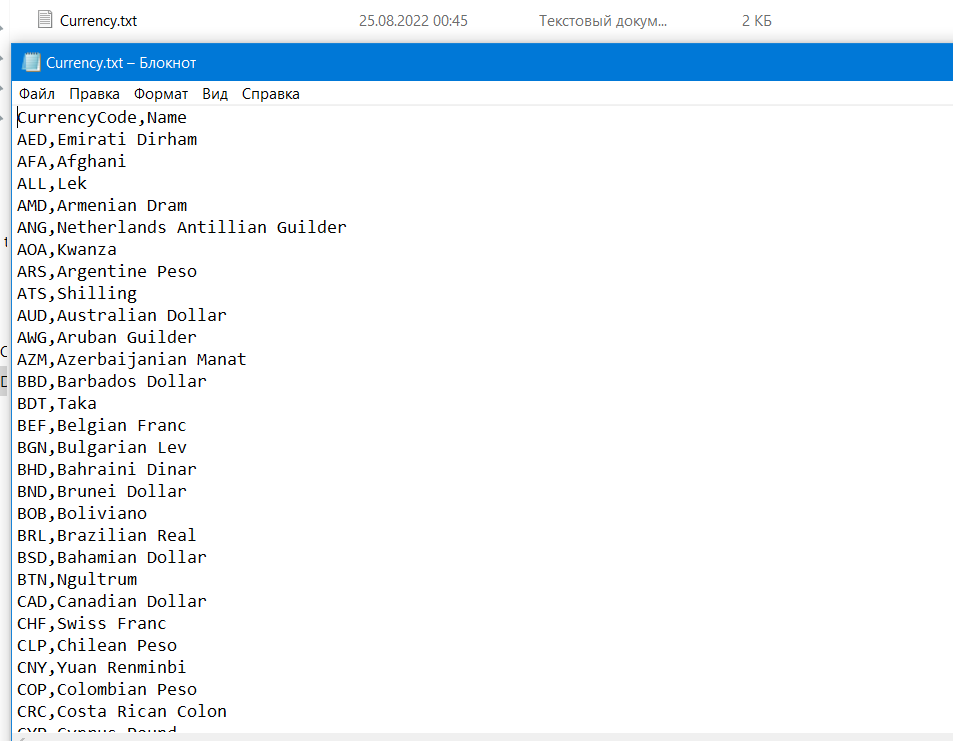 Currency.txt 25.08.2022 00:45 Текстовый докум... 2 КБ
Currency.txt – Блокнот
Файл Правка Формат Вид Справка
CurrencyCode,Name
AED,Emirati Dirham
AFA,Afghani
ALL,Lek
AMD,Armenian Dram
ANG,Netherlands Antillian Guilder
AOA,Kwanza
ARS,Argentine Peso
ATS,Shilling
AUD,Australian Dollar
AWG,Aruban Guilder
AZM,Azerbaijanian Manat
BBD,Barbados Dollar
BDT,Taka
BEF,Belgian Franc
BGN,Bulgarian Lev
BHD,Bahraini Dinar
BND,Brunei Dollar
BOB,Boliviano
BRL,Brazilian Real
BSD,Bahamian Dollar
BTN,Ngultrum
CAD,Canadian Dollar
CHF,Swiss Franc
CLP,Chilean Peso
CNY,Yuan Renminbi
COP,Colombian Peso
CRC,Costa Rican Colon